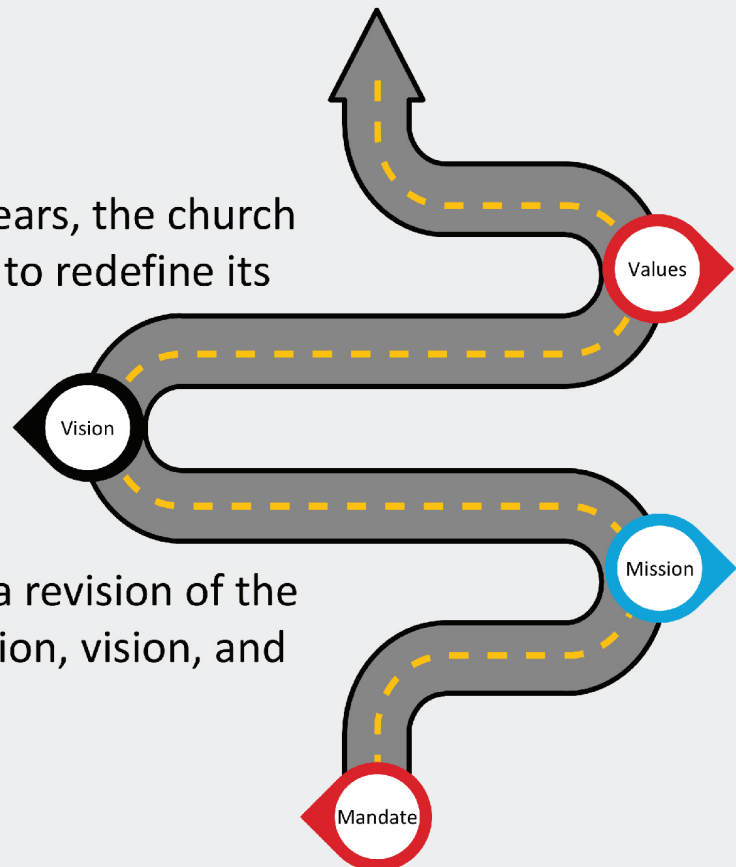 ears, the church
to redefine its
Values
Vision
a revision of the
ion, vision, and
Mission
Mandate